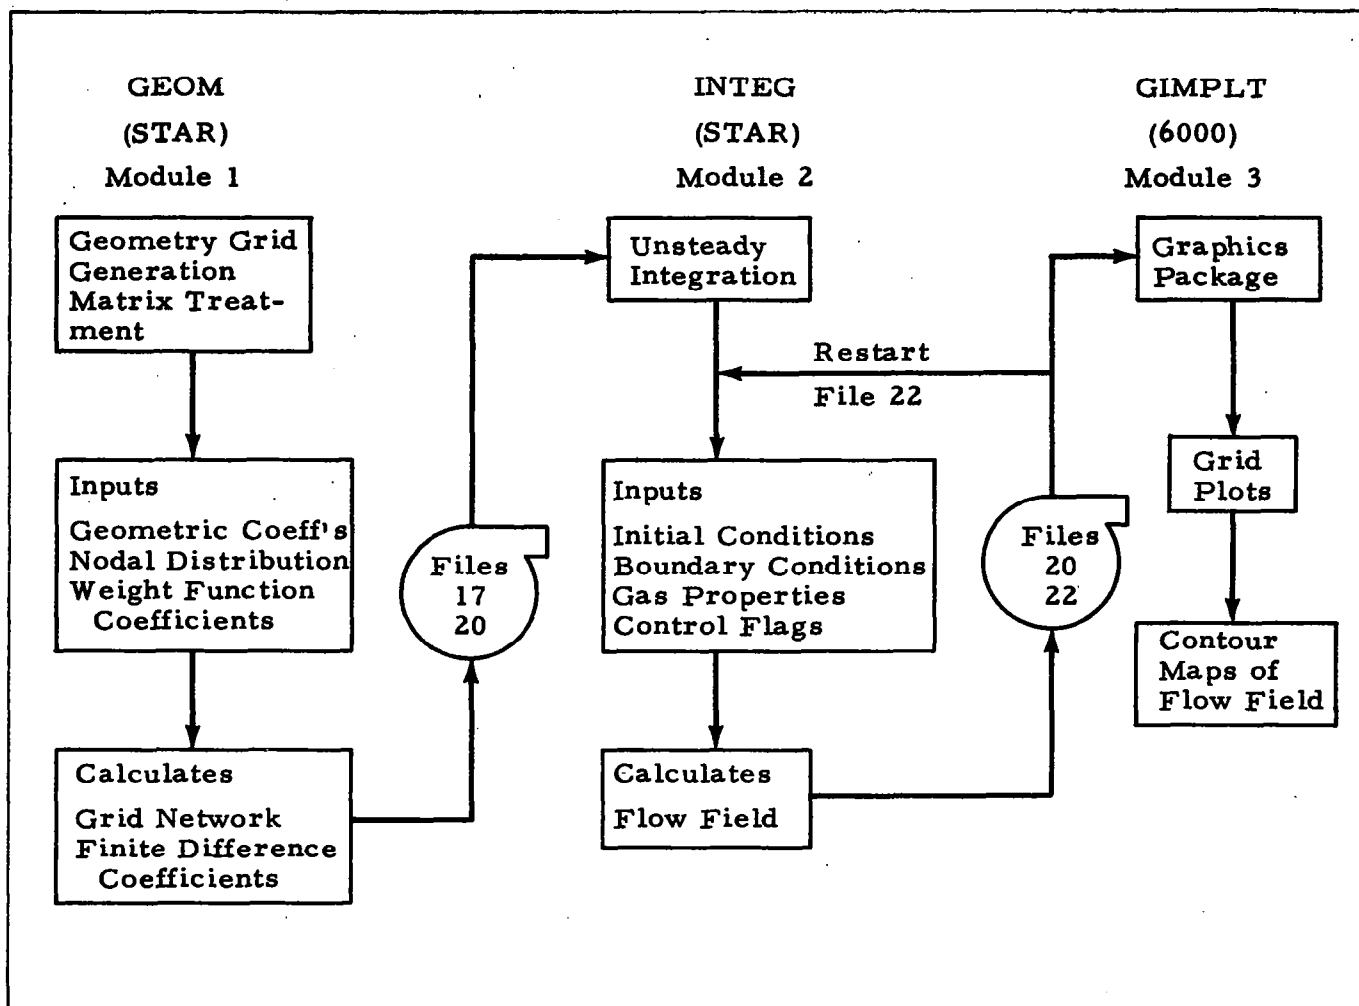 GEOM
(STAR)
Module 1
Geometry Grid
Generation
Matrix Treat-
ment
Inputs
Geometric Coeff's
Nodal Distribution
Weight Function
Coefficients
Calculates
Grid Network
Finite Difference
Coefficients
Files
17
20
INTEG
(STAR)
Module 2
Unsteady
Integration
Restart
File 22
Inputs
Initial Conditions
Boundary Conditions
Gas Properties
Control Flags
Calculates
Flow Field
Files
20
22
GIMPLT
(6000)
Module 3
Graphics
Package
Grid
Plots
Contour
Maps of
Flow Field